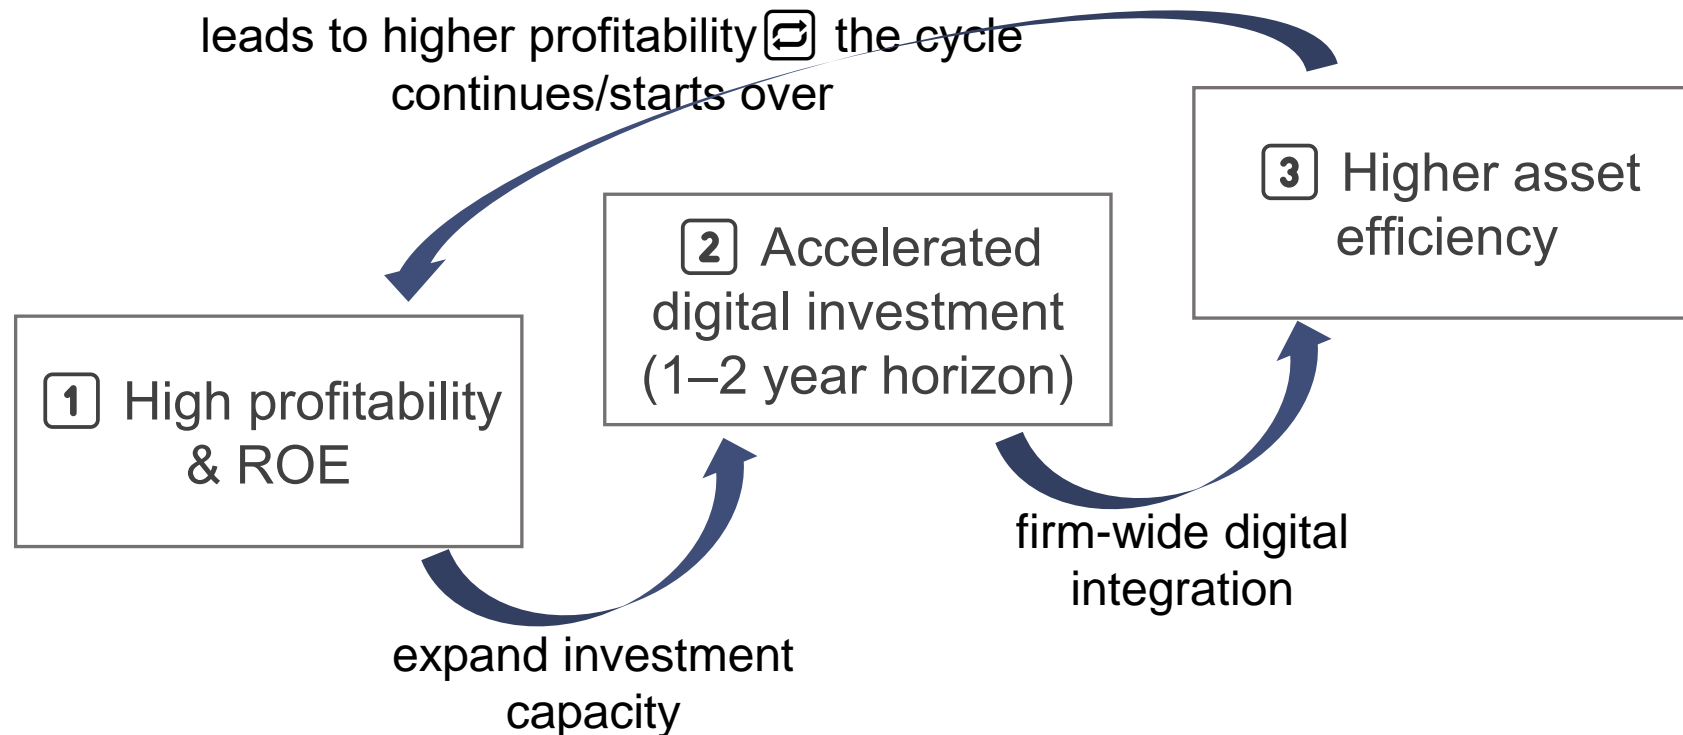 leads to higher profitability 🔁 the cycle
continues/starts over
3️⃣ Higher asset
efficiency
2️⃣ Accelerated
digital investment
(1–2 year horizon)
1️⃣ High profitability
& ROE
firm-wide digital
integration
expand investment
capacity